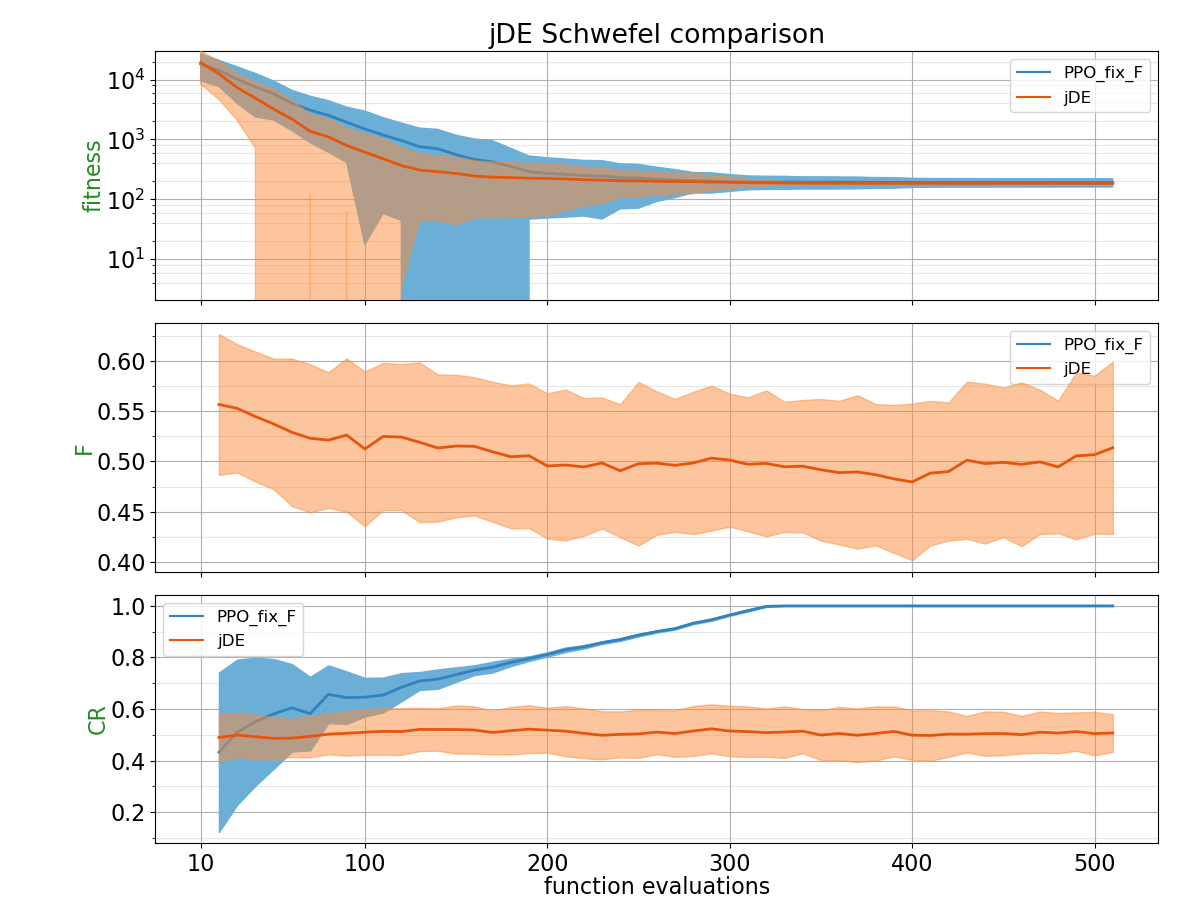 jDE Schwefel comparison
fitness
10⁴
10³
10²
10¹
PPO_fix_F
jDE
F
0.60
0.55
0.50
0.45
0.40
PPO_fix_F
jDE
CR
1.0
0.8
0.6
0.4
0.2
PPO_fix_F
jDE
10 100 200 300 400 500
function evaluations